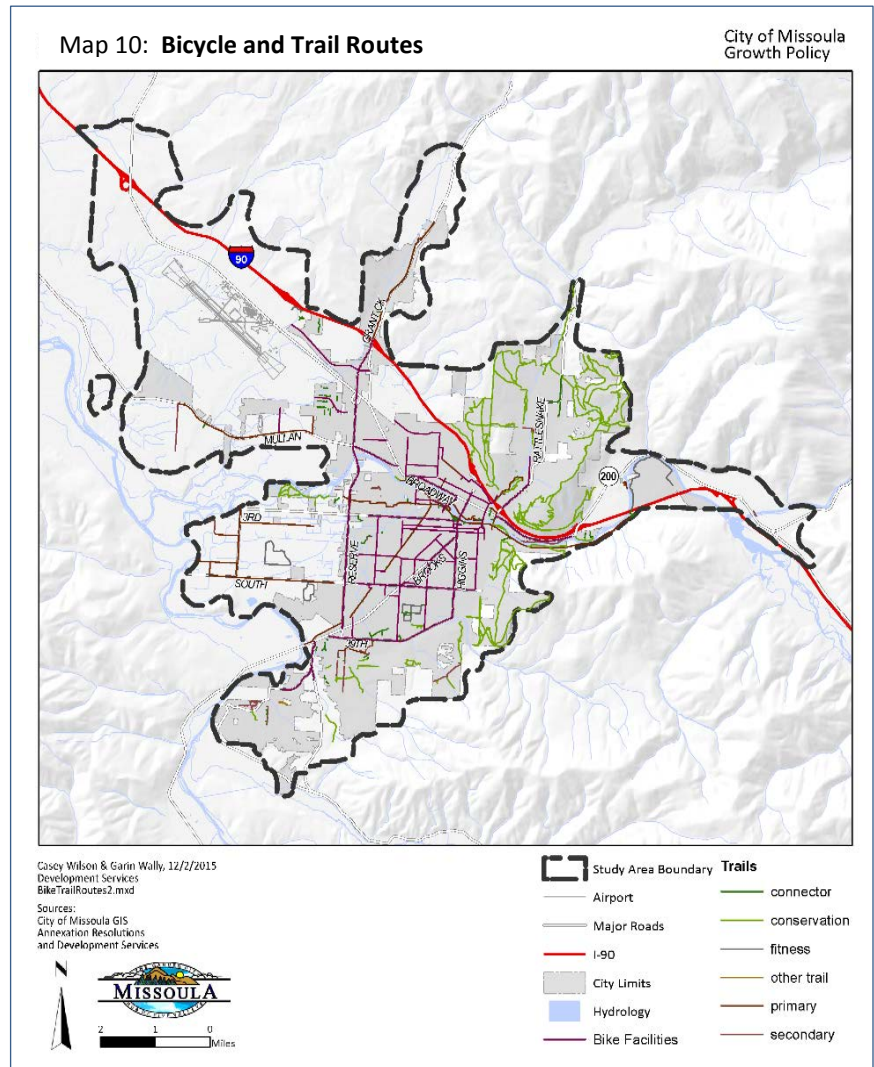 Map 10: Bicycle and Trail Routes
City of Missoula
Growth Policy
90
GRANT CK
RATTLESNAKE
MULLAN
200
BROADWAY
3RD
RESERVE
BROOKS
HIGGINS
SOUTH
39TH
Casey Wilson & Garin Wally, 12/2/2015
Development Services
BikeTrailRoutes2.mxd
Sources:
City of Missoula GIS
Annexation Resolutions
and Development Services
N
MISSOULA
2 1 0
Miles
Study Area Boundary
Airport
Major Roads
I-90
City Limits
Hydrology
Bike Facilities
Trails
connector
conservation
fitness
other trail
primary
secondary